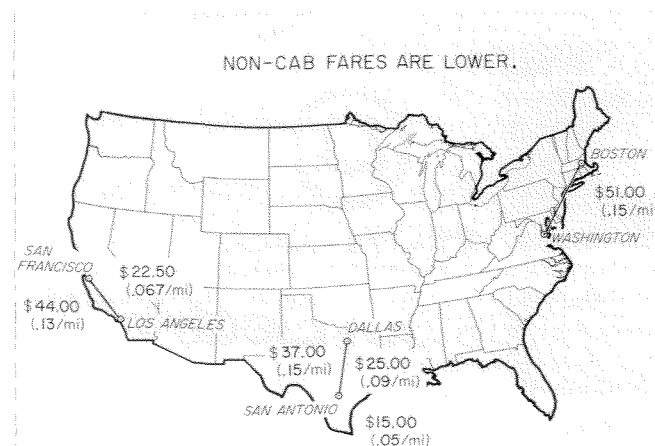 NON-CAB FARES ARE LOWER.
BOSTON
$51.00
(.15/mi
WASHINGTON
SAN
FRANCISCO
$22.50
(.067/mi)
$44.00
(.13/mi)
LOS ANGELES
DALLAS
$37.00
(.15/mi)
$25.00
(.09/mi)
SAN ANTONIO
$15.00
(.05/mi)